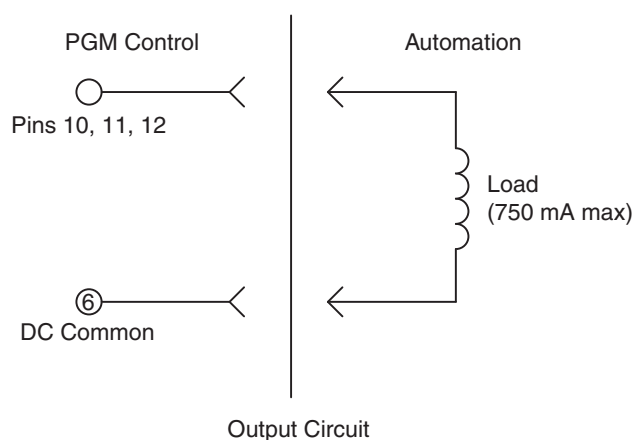 PGM Control
Automation
Pins 10, 11, 12
Load
(750 mA max)
6
DC Common
Output Circuit